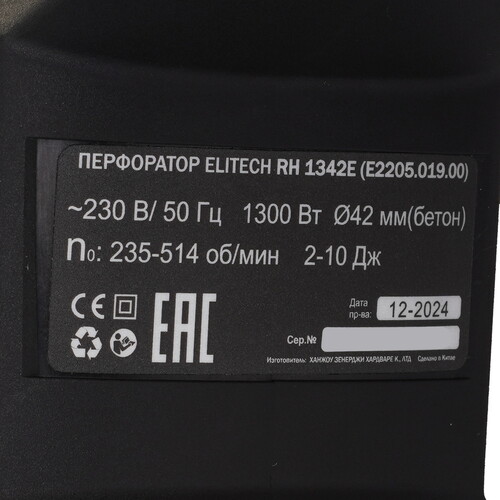 ПЕРФОРАТОР ELITECH RH 1342E (E2205.019.00)
~230 В/ 50 Гц 1300 Вт Ø42 мм(бетон)
n₀: 235-514 об/мин 2-10 Дж
CE EAC
Дата пр-ва: 12-2024
Сер.№
Изготовитель: ХАНЖОУ ЗЕНЕРДЖИ ХАРДВАРЕ К., ЛТД Сделано в Китае